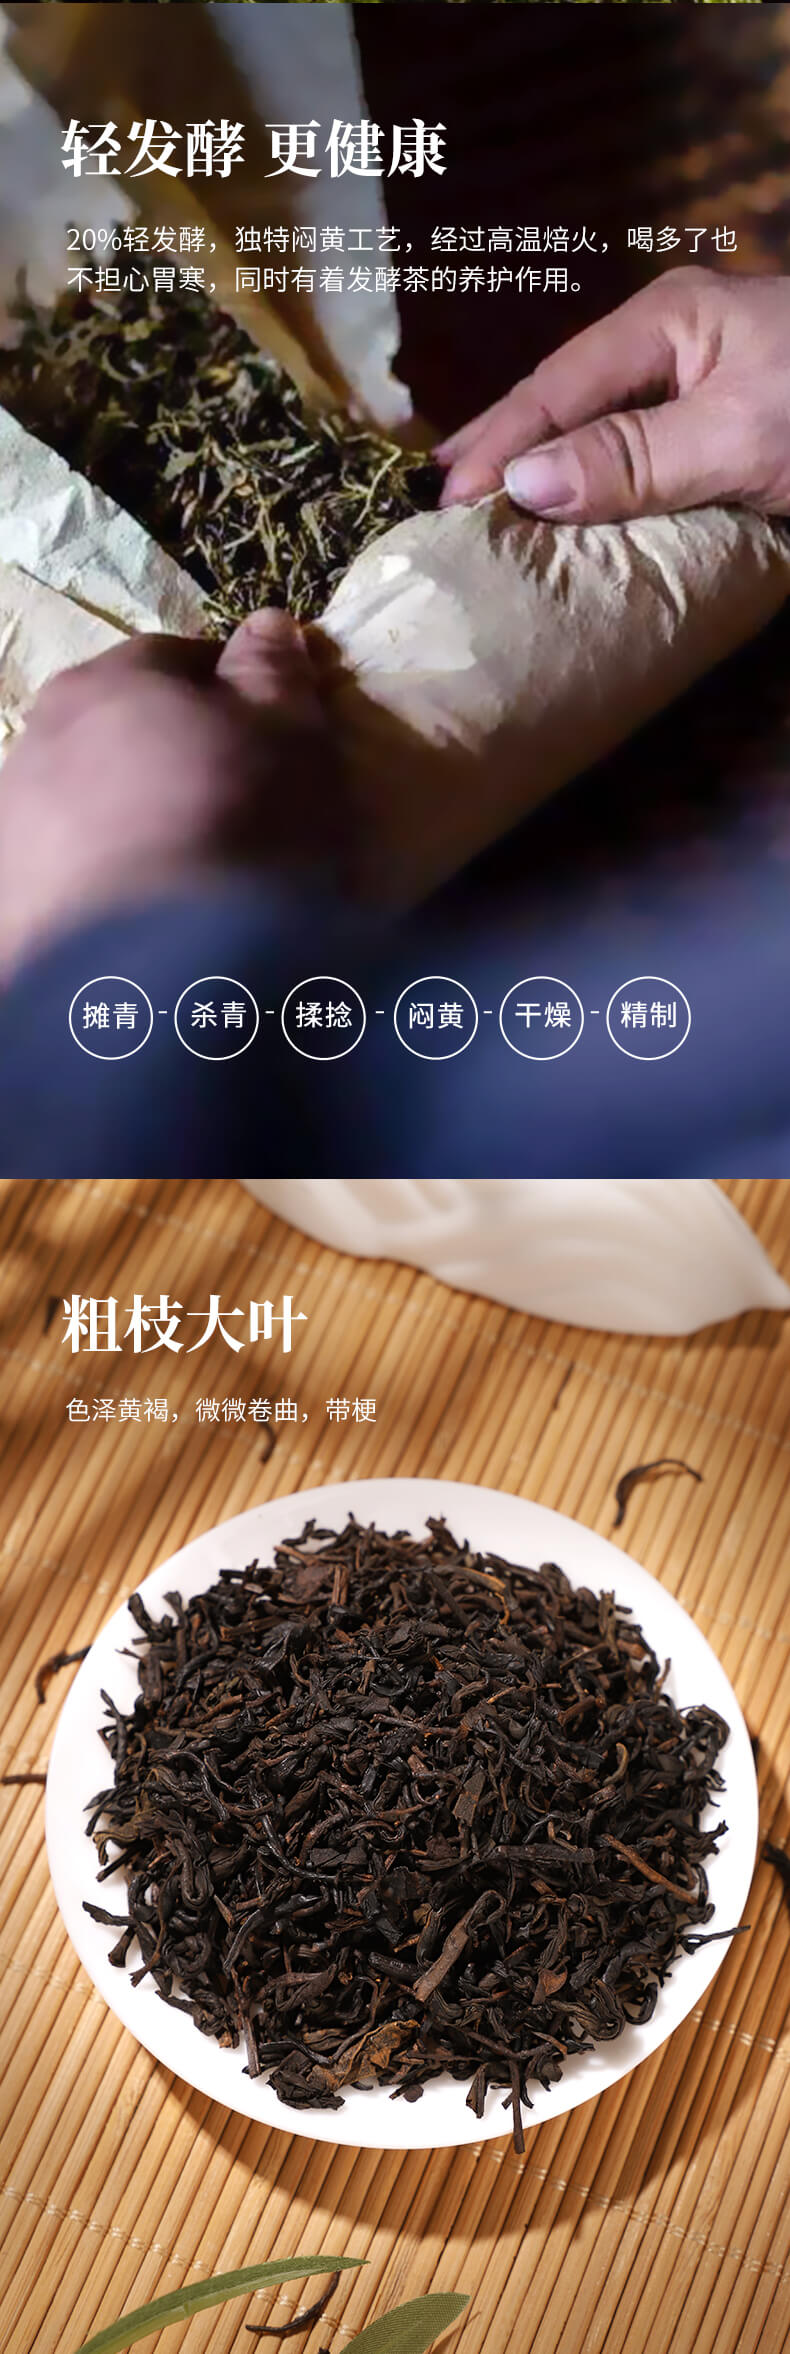 轻发酵 更健康
20%轻发酵，独特闷黄工艺，经过高温焙火，喝多了也
不担心胃寒，同时有着发酵茶的养护作用。
摊青-杀青-揉捻-闷黄-干燥-精制
粗枝大叶
色泽黄褐，微微卷曲，带梗